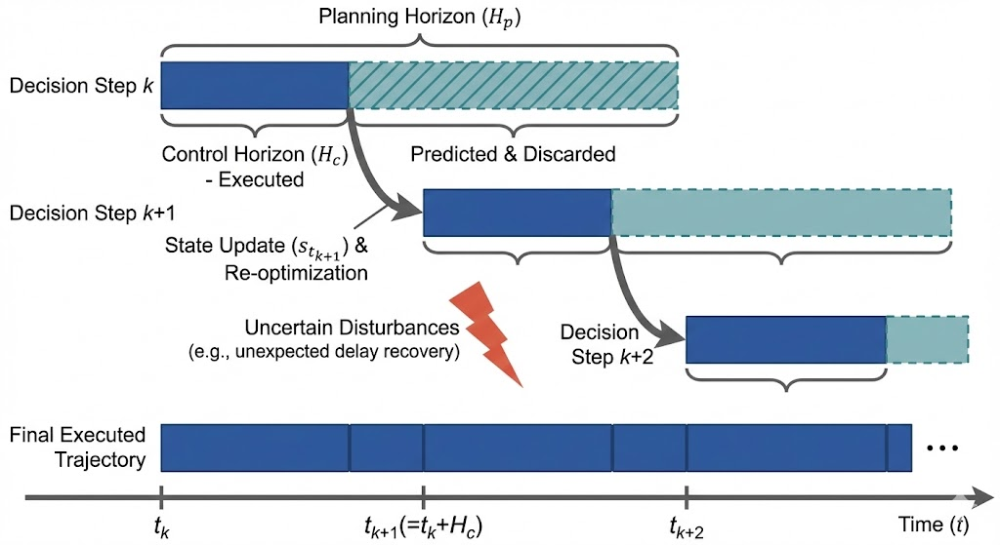 Planning Horizon (Hₚ)
Decision Step k
Control Horizon (H_c)
- Executed
Predicted & Discarded
Decision Step k+1
State Update (s_{t_{k+1}}) &
Re-optimization
Uncertain Disturbances
(e.g., unexpected delay recovery)
Decision
Step k+2
Final Executed
Trajectory
...
t_k
t_{k+1}(=t_k+H_c)
t_{k+2}
Time (t)